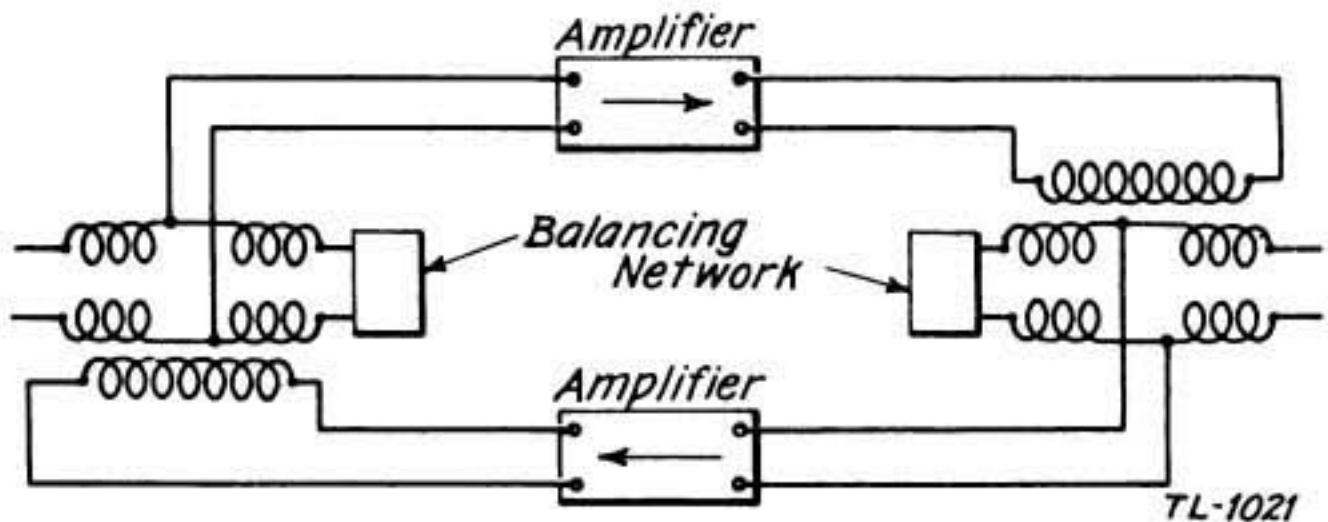 Amplifier
Balancing
Network
Amplifier
TL-1021